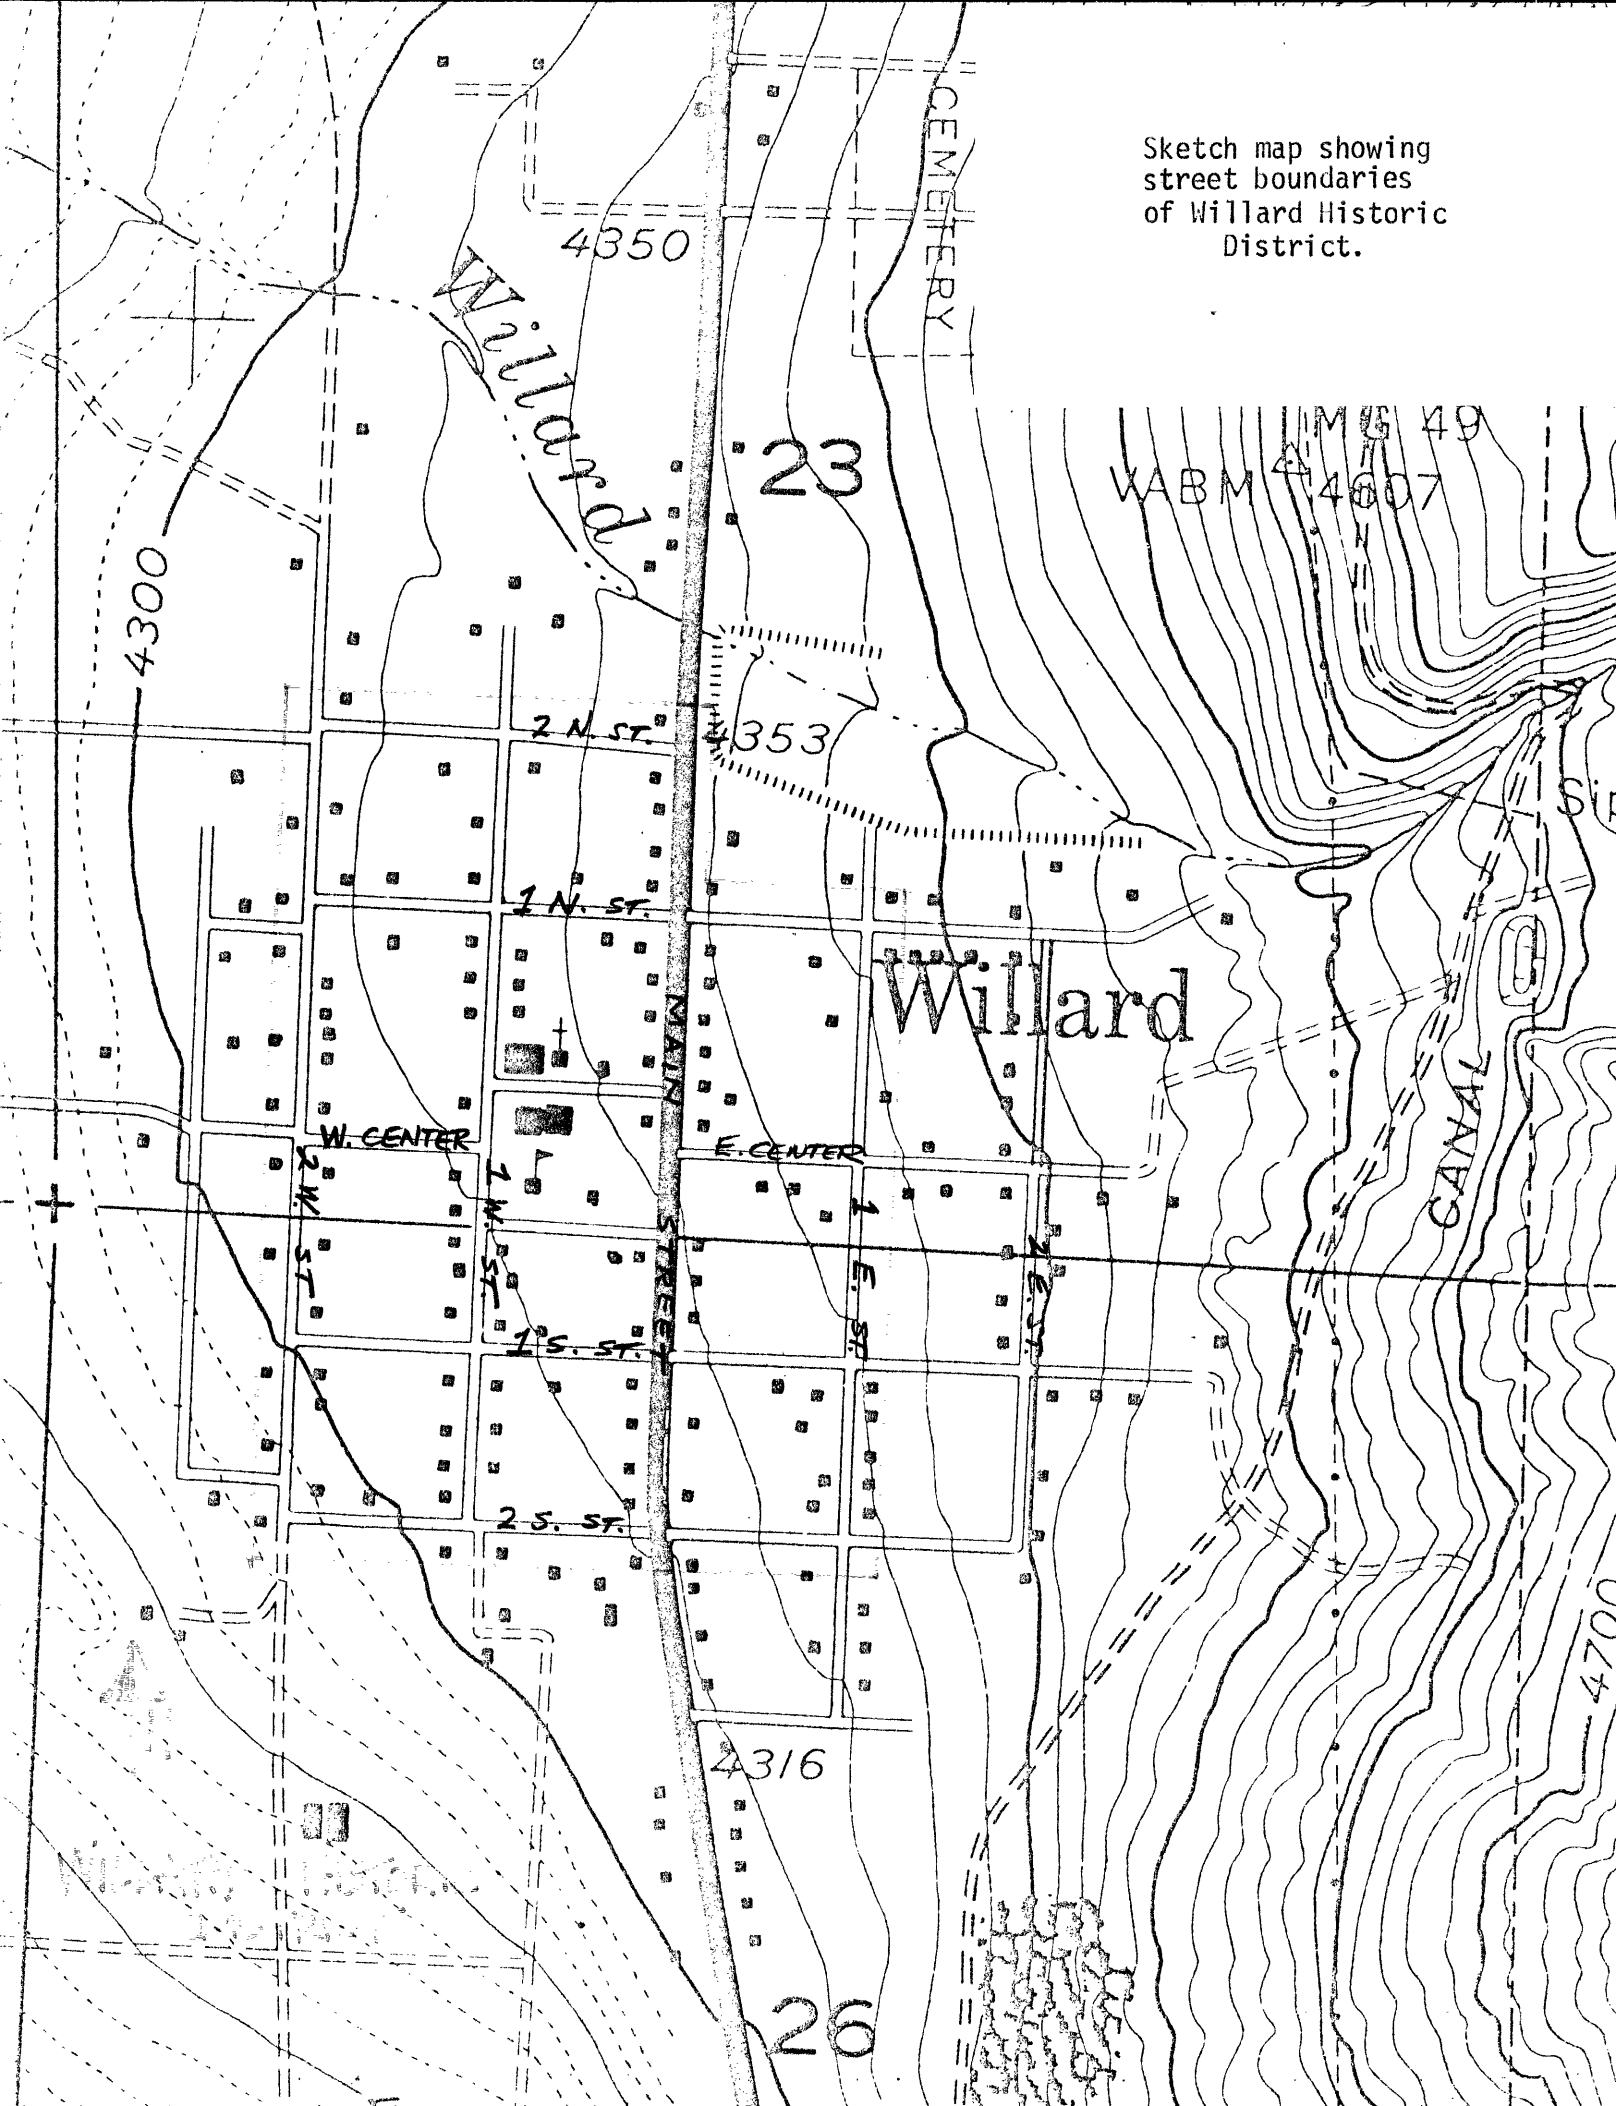 Sketch map showing
street boundaries
of Willard Historic
District.
CEMETERY
4350
Willard
MG 49
VABM 4607
23
4300
2 N. ST.
4353
1 N. ST.
Willard
MAIN STREET
CANAL
W. CENTER
E. CENTER
2 W. ST.
1 W. ST.
1 E. ST.
2 E. ST.
1 S. ST.
2 S. ST.
4700
4316
26